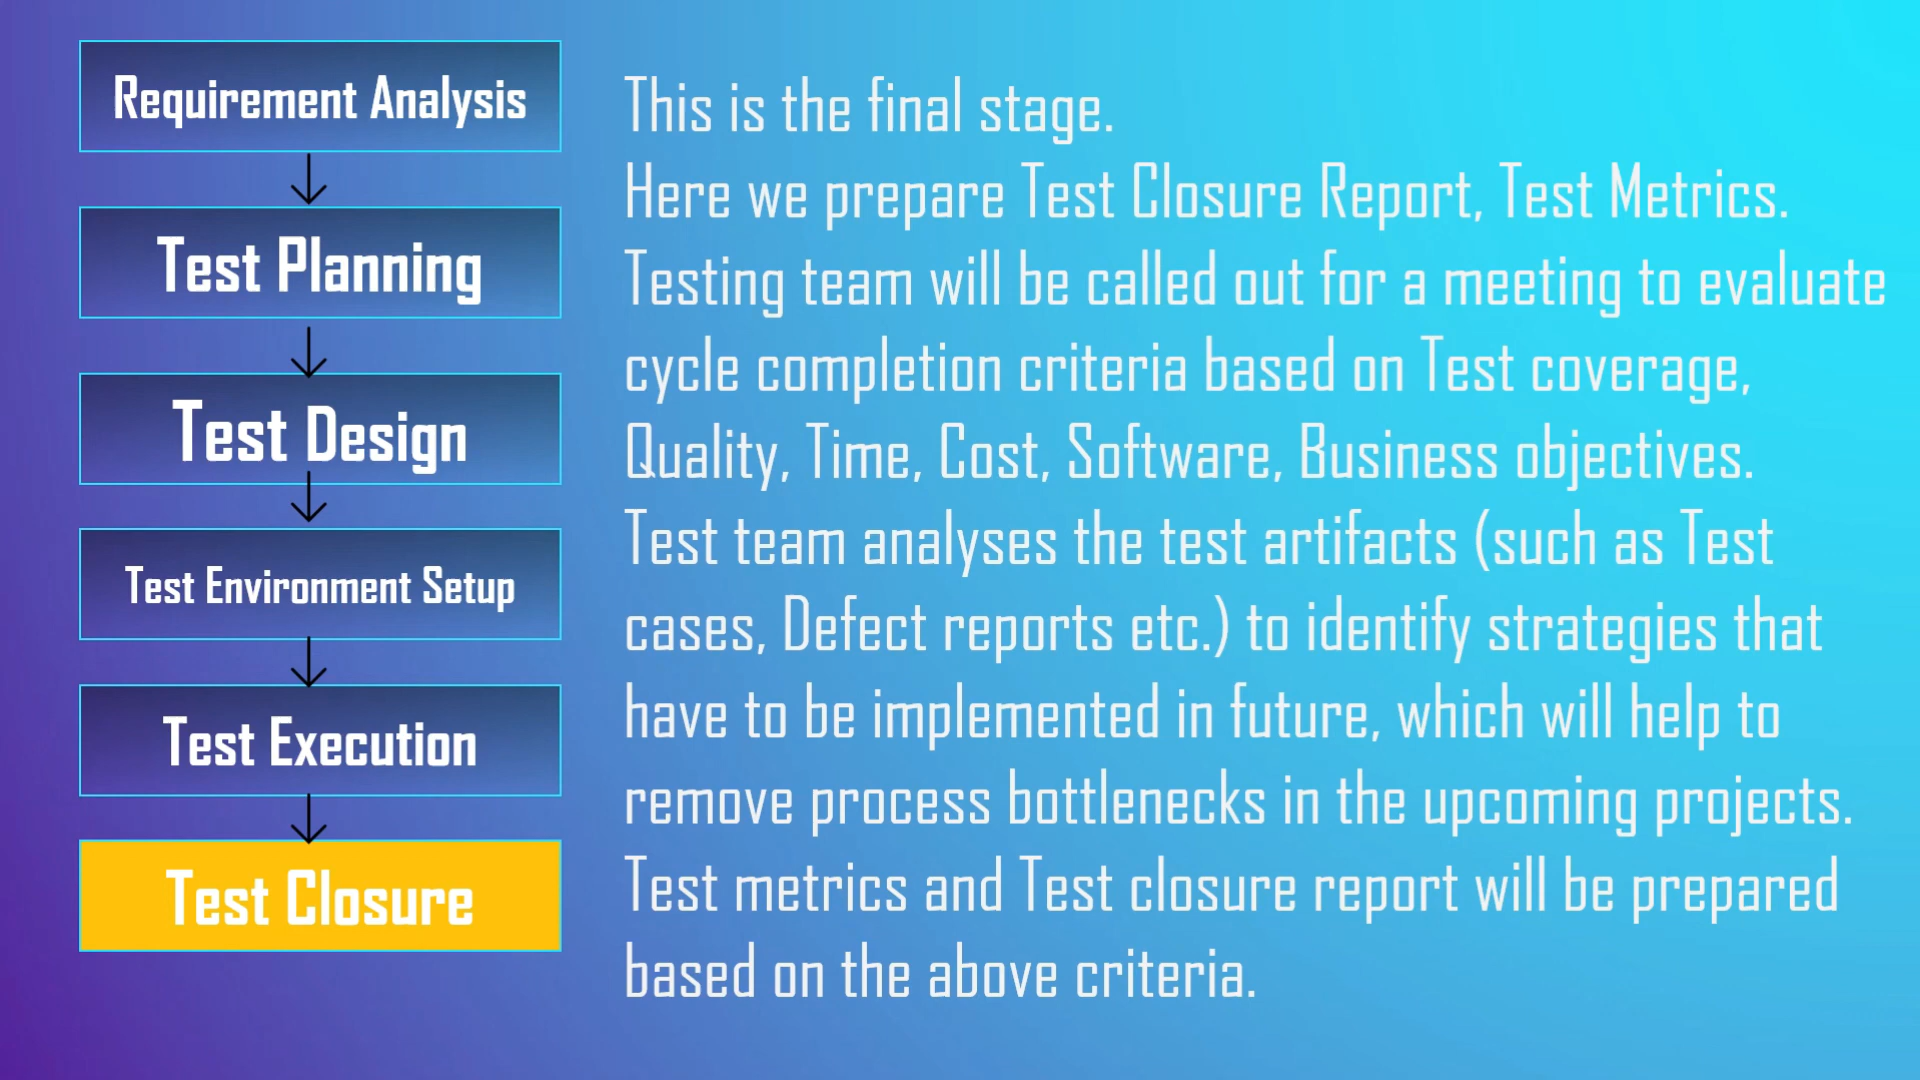 Requirement Analysis
Test Planning
Test Design
Test Environment Setup
Test Execution
Test Closure
This is the final stage.
Here we prepare Test Closure Report, Test Metrics.
Testing team will be called out for a meeting to evaluate
cycle completion criteria based on Test coverage,
Quality, Time, Cost, Software, Business objectives.
Test team analyses the test artifacts (such as Test
cases, Defect reports etc.) to identify strategies that
have to be implemented in future, which will help to
remove process bottlenecks in the upcoming projects.
Test metrics and Test closure report will be prepared
based on the above criteria.